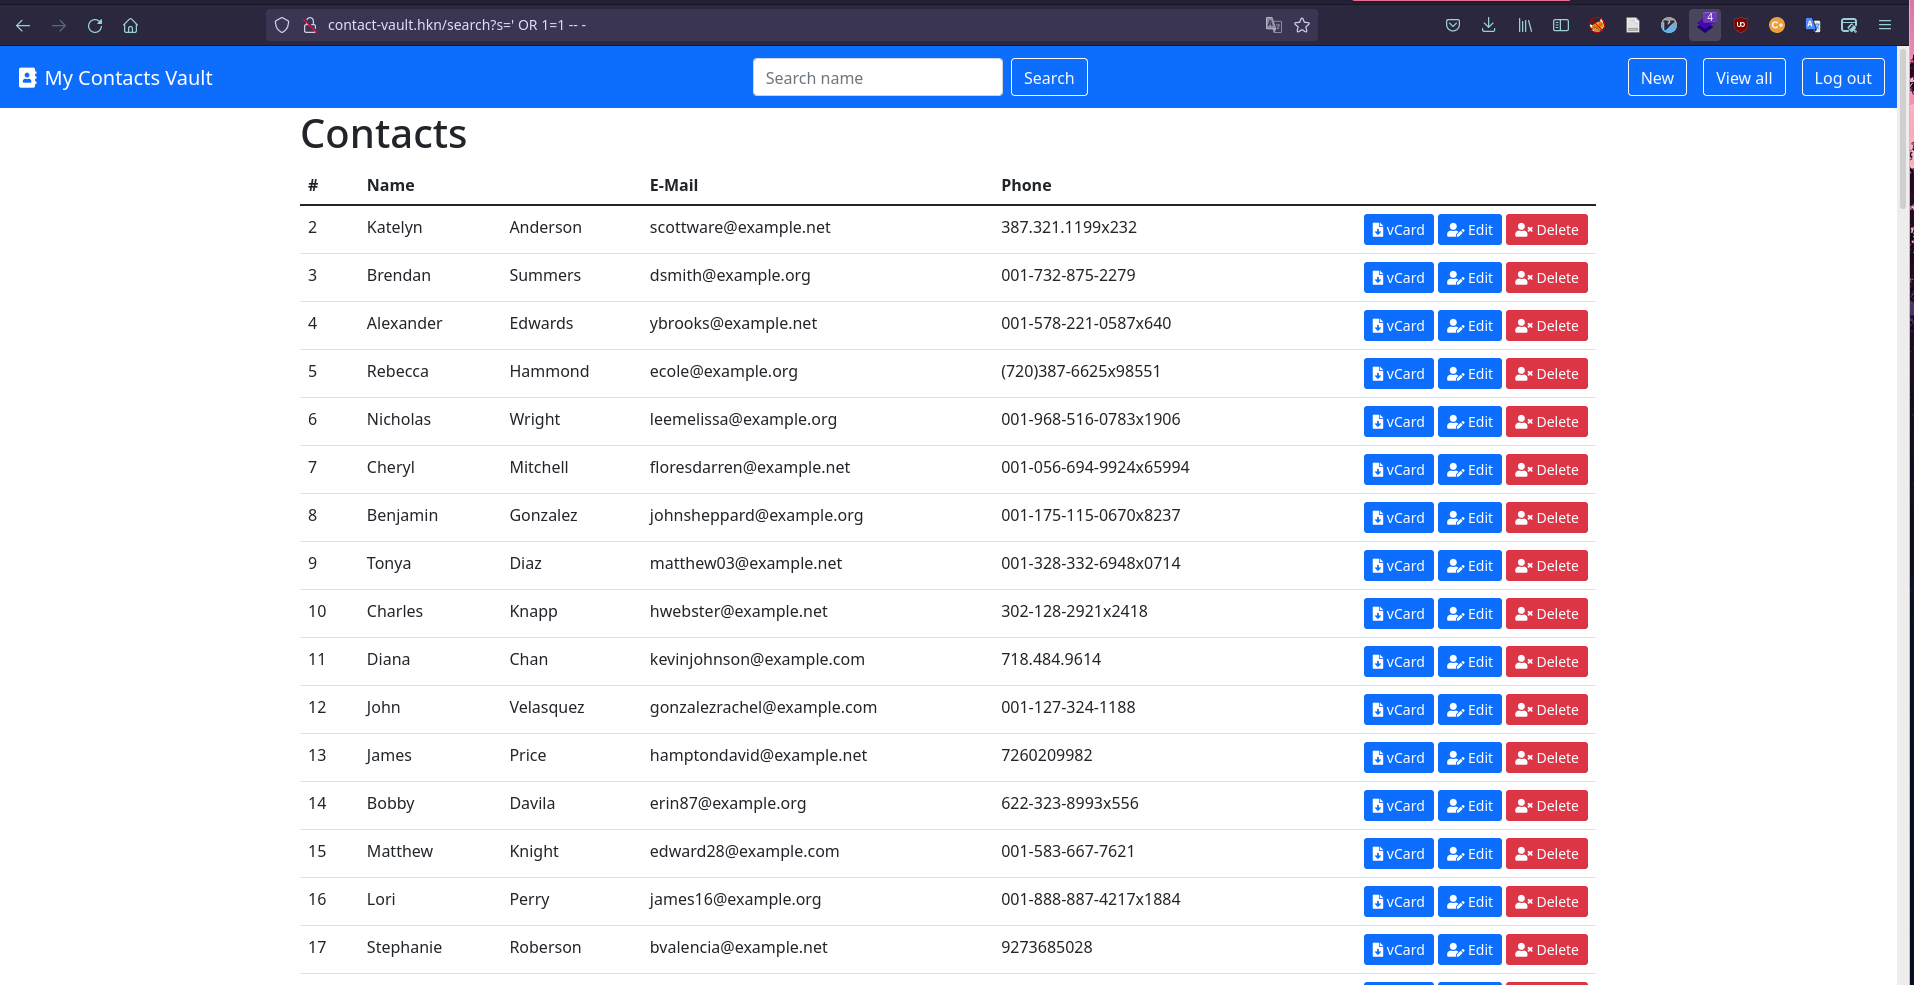 contact-vault.hkn/search?s=' OR 1=1 -- -
4
My Contacts Vault Search name Search New View all Log out
Contacts
# Name E-Mail Phone
2 Katelyn Anderson scottware@example.net 387.321.1199x232 vCard Edit Delete
3 Brendan Summers dsmith@example.org 001-732-875-2279 vCard Edit Delete
4 Alexander Edwards ybrooks@example.net 001-578-221-0587x640 vCard Edit Delete
5 Rebecca Hammond ecole@example.org (720)387-6625x98551 vCard Edit Delete
6 Nicholas Wright leemelissa@example.org 001-968-516-0783x1906 vCard Edit Delete
7 Cheryl Mitchell floresdarren@example.net 001-056-694-9924x65994 vCard Edit Delete
8 Benjamin Gonzalez johnsheppard@example.org 001-175-115-0670x8237 vCard Edit Delete
9 Tonya Diaz matthew03@example.net 001-328-332-6948x0714 vCard Edit Delete
10 Charles Knapp hwebster@example.net 302-128-2921x2418 vCard Edit Delete
11 Diana Chan kevinjohnson@example.com 718.484.9614 vCard Edit Delete
12 John Velasquez gonzalezrachel@example.com 001-127-324-1188 vCard Edit Delete
13 James Price hamptondavid@example.net 7260209982 vCard Edit Delete
14 Bobby Davila erin87@example.org 622-323-8993x556 vCard Edit Delete
15 Matthew Knight edward28@example.com 001-583-667-7621 vCard Edit Delete
16 Lori Perry james16@example.org 001-888-887-4217x1884 vCard Edit Delete
17 Stephanie Roberson bvalencia@example.net 9273685028 vCard Edit Delete